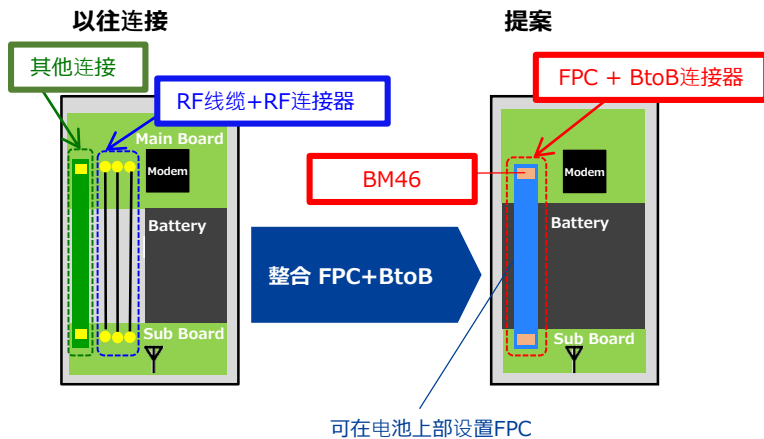 以往连接
提案
其他连接
RF线缆+RF连接器
FPC + BtoB连接器
Main Board
Modem
BM46
Modem
Battery
Battery
整合 FPC+BtoB
Sub Board
Sub Board
可在电池上部设置FPC